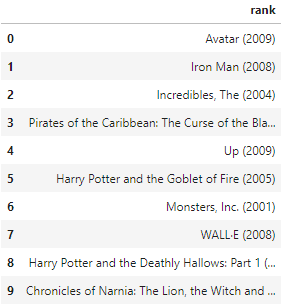 rank
0 Avatar (2009)
1 Iron Man (2008)
2 Incredibles, The (2004)
3 Pirates of the Caribbean: The Curse of the Bla...
4 Up (2009)
5 Harry Potter and the Goblet of Fire (2005)
6 Monsters, Inc. (2001)
7 WALL·E (2008)
8 Harry Potter and the Deathly Hallows: Part 1 (...
9 Chronicles of Narnia: The Lion, the Witch and ...